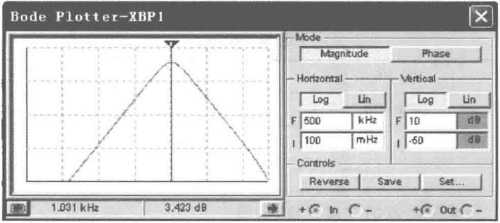 Bode Plotter-XBP1
Mode
Magnitude Phase
Horizontal Vertical
Log Lin Log Lin
F 500 kHz F 10 dB
I 100 mHz I -50 dB
Controls
Reverse Save Set...
1.031 kHz 3.423 dB
+ In - + Out -